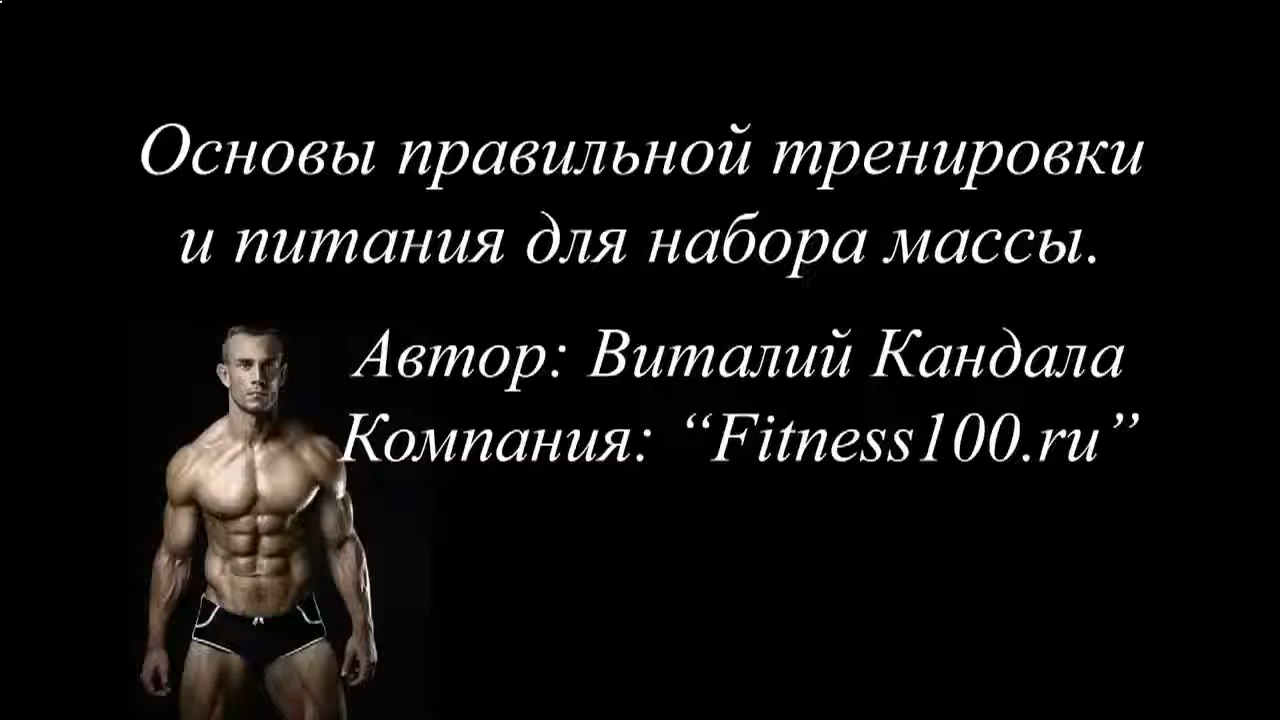 Основы правильной тренировки
и питания для набора массы.
Автор: Виталий Кандала
Компания: “Fitness100.ru”